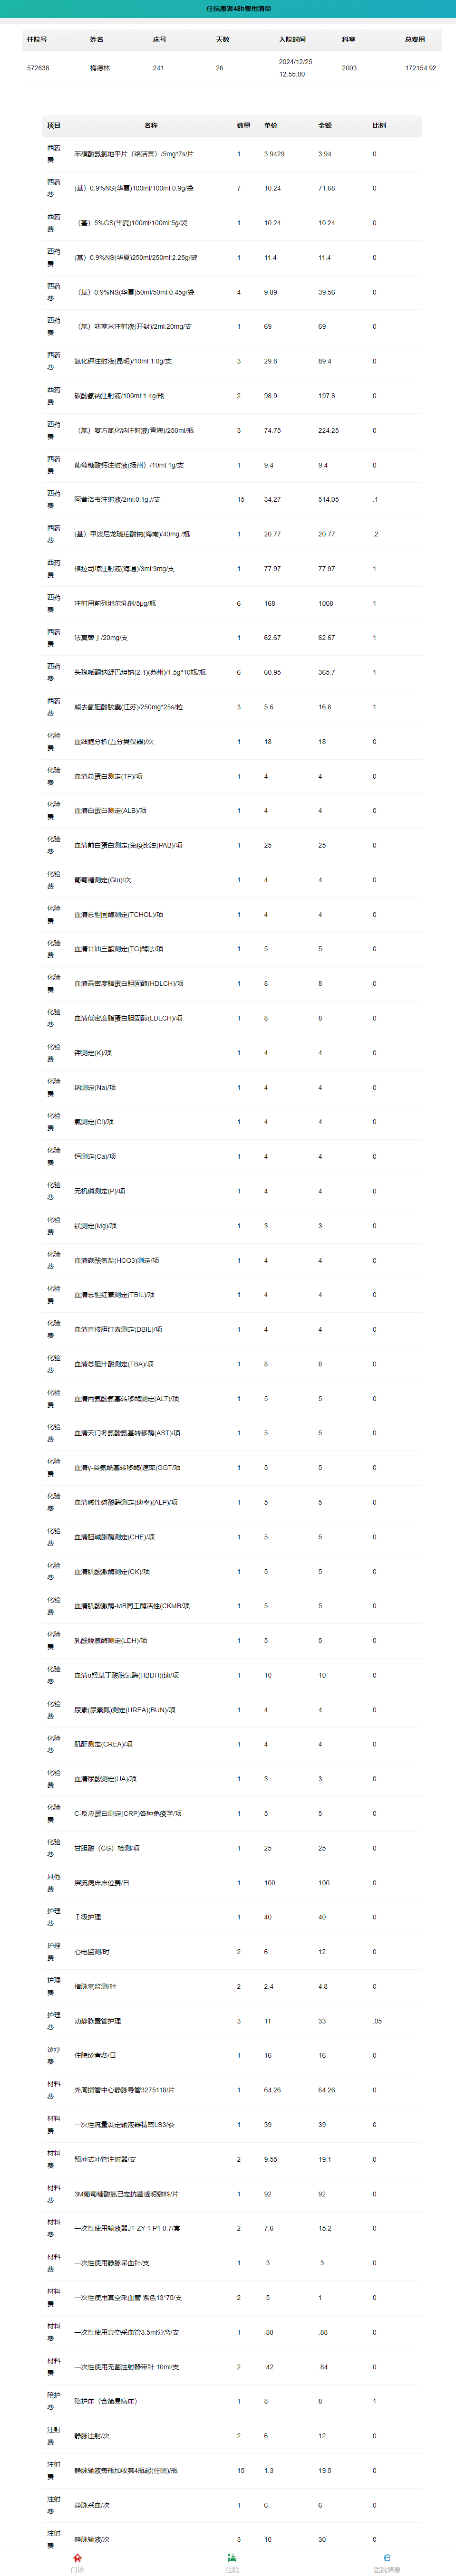 住院患者48h费用清单
住院号 姓名 床号 天数 入院时间 科室 总费用
572838 梅德林 241 26 2024/12/25 12:55:00 2003 172154.92
项目 名称 数量 单价 金额 比例
西药费 苯磺酸氨氯地平片（络活喜）/5mg*7s/片 1 3.9429 3.94 0
西药费 (基）0.9%NS(华夏)100ml/100ml:0.9g/袋 7 10.24 71.68 0
西药费 （基）5%GS(华夏)100ml/100ml:5g/袋 1 10.24 10.24 0
西药费 (基）0.9%NS(华夏)250ml/250ml:2.25g/袋 1 11.4 11.4 0
西药费 （基）0.9%NS(华夏)50ml/50ml:0.45g/袋 4 9.89 39.56 0
西药费 （基）呋塞米注射液(开封)/2ml:20mg/支 1 69 69 0
西药费 氯化钾注射液(昆明)/10ml:1.0g/支 3 29.8 89.4 0
西药费 碳酸氢钠注射液/100ml:1.4g/瓶 2 98.9 197.8 0
西药费 （基）复方氯化钠注射液(青海)/250ml/瓶 3 74.75 224.25 0
西药费 葡萄糖酸钙注射液(扬州）/10ml:1g/支 1 9.4 9.4 0
西药费 阿昔洛韦注射液/2ml:0.1g //支 15 34.27 514.05 .1
西药费 (基）甲泼尼龙琥珀酸钠(海南)/40mg /瓶 1 20.77 20.77 .2
西药费 格拉司琼注射液(海通)/3ml:3mg/支 1 77.97 77.97 1
西药费 注射用前列地尔乳剂/5μg/瓶 6 168 1008 1
西药费 法莫替丁/20mg/支 1 62.67 62.67 1
西药费 头孢哌酮钠舒巴坦钠(2:1)(苏州)/1.5g*10瓶/瓶 6 60.95 365.7 1
西药费 熊去氧胆酸胶囊(江苏)/250mg*25s/粒 3 5.6 16.8 1
化验费 血细胞分析(五分类仪器)/次 1 18 18 0
化验费 血清总蛋白测定(TP)/项 1 4 4 0
化验费 血清白蛋白测定(ALB)/项 1 4 4 0
化验费 血清前白蛋白测定(免疫比浊(PAB)/项 1 25 25 0
化验费 葡萄糖测定(Glu)/次 1 4 4 0
化验费 血清总胆固醇测定(TCHOL)/项 1 4 4 0
化验费 血清甘油三酯测定(TG)酶法/项 1 5 5 0
化验费 血清高密度脂蛋白胆固醇(HDLCH)/项 1 8 8 0
化验费 血清低密度脂蛋白胆固醇(LDLCH)/项 1 8 8 0
化验费 钾测定(K)/项 1 4 4 0
化验费 钠测定(Na)/项 1 4 4 0
化验费 氯测定(Cl)/项 1 4 4 0
化验费 钙测定(Ca)/项 1 4 4 0
化验费 无机磷测定(P)/项 1 4 4 0
化验费 镁测定(Mg)/项 1 3 3 0
化验费 血清碳酸氢盐(HCO3)测定/项 1 4 4 0
化验费 血清总胆红素测定(TBIL)/项 1 4 4 0
化验费 血清直接胆红素测定(DBIL)/项 1 4 4 0
化验费 血清总胆汁酸测定(TBA)/项 1 8 8 0
化验费 血清丙氨酸氨基转移酶测定(ALT)/项 1 5 5 0
化验费 血清天门冬氨酸氨基转移酶(AST)/项 1 5 5 0
化验费 血清γ-谷氨酰基转移酶(速率(GGT/项 1 5 5 0
化验费 血清碱性磷酸酶测定(速率)(ALP)/项 1 5 5 0
化验费 血清胆碱脂酶测定(CHE)/项 1 5 5 0
化验费 血清肌酸激酶测定(CK)/项 1 5 5 0
化验费 血清肌酸激酶-MB同工酶活性(CKMB/项 1 5 5 0
化验费 乳酸脱氢酶测定(LDH)/项 1 5 5 0
化验费 血清α羟基丁酸脱氢酶(HBDH)(速/项 1 10 10 0
化验费 尿素(尿素氮)测定(UREA)(BUN)/项 1 4 4 0
化验费 肌酐测定(CREA)/项 1 4 4 0
化验费 血清尿酸测定(UA)/项 1 3 3 0
化验费 C-反应蛋白测定(CRP)各种免疫学/项 1 5 5 0
化验费 甘胆酸（CG）检测/项 1 25 25 0
其他费 层流病床床位费/日 1 100 100 0
护理费 Ⅰ级护理 1 40 40 0
护理费 心电监测/时 2 6 12 0
护理费 指脉氧监测/时 2 2.4 4.8 0
护理费 动静脉置管护理 3 11 33 .05
诊疗费 住院诊查费/日 1 16 16 0
材料费 外周插管中心静脉导管3275118/片 1 64.26 64.26 0
材料费 一次性流量设定输液器精密LS3/套 1 39 39 0
材料费 预冲式冲管注射器/支 2 9.55 19.1 0
材料费 3M葡萄糖酸氯己定抗菌透明敷料/片 1 92 92 0
材料费 一次性使用输液器JT-ZY-1 P1 0.7/套 2 7.6 15.2 0
材料费 一次性使用静脉采血针/支 1 .3 .3 0
材料费 一次性使用真空采血管 紫色13*75/支 2 .5 1 0
材料费 一次性使用真空采血管3.5ml分离/支 1 .88 .88 0
材料费 一次性使用无菌注射器带针 10ml/支 2 .42 .84 0
陪护费 陪护床（含简易病床） 1 8 8 1
注射费 静脉注射/次 2 6 12 0
注射费 静脉输液每瓶加收第4瓶起(住院)/瓶 15 1.3 19.5 0
注射费 静脉采血/次 1 6 6 0
注射费 静脉输液/次 3 10 30 0
门诊 住院 医院信息